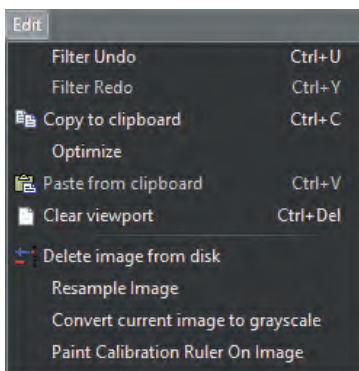 Edit
Filter Undo Ctrl+U
Filter Redo Ctrl+Y
Copy to clipboard Ctrl+C
Optimize
Paste from clipboard Ctrl+V
Clear viewport Ctrl+Del
Delete image from disk
Resample Image
Convert current image to grayscale
Paint Calibration Ruler On Image